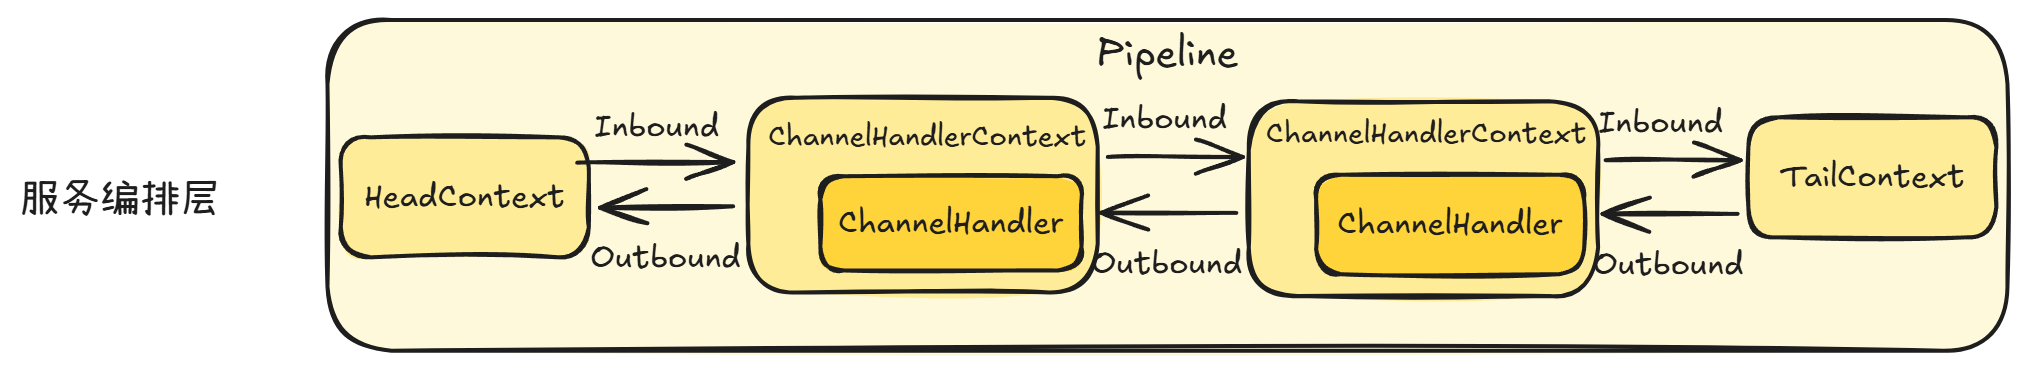 服务编排层
Pipeline
HeadContext
Inbound
Outbound
ChannelHandlerContext
ChannelHandler
Inbound
Outbound
ChannelHandlerContext
ChannelHandler
Inbound
Outbound
TailContext